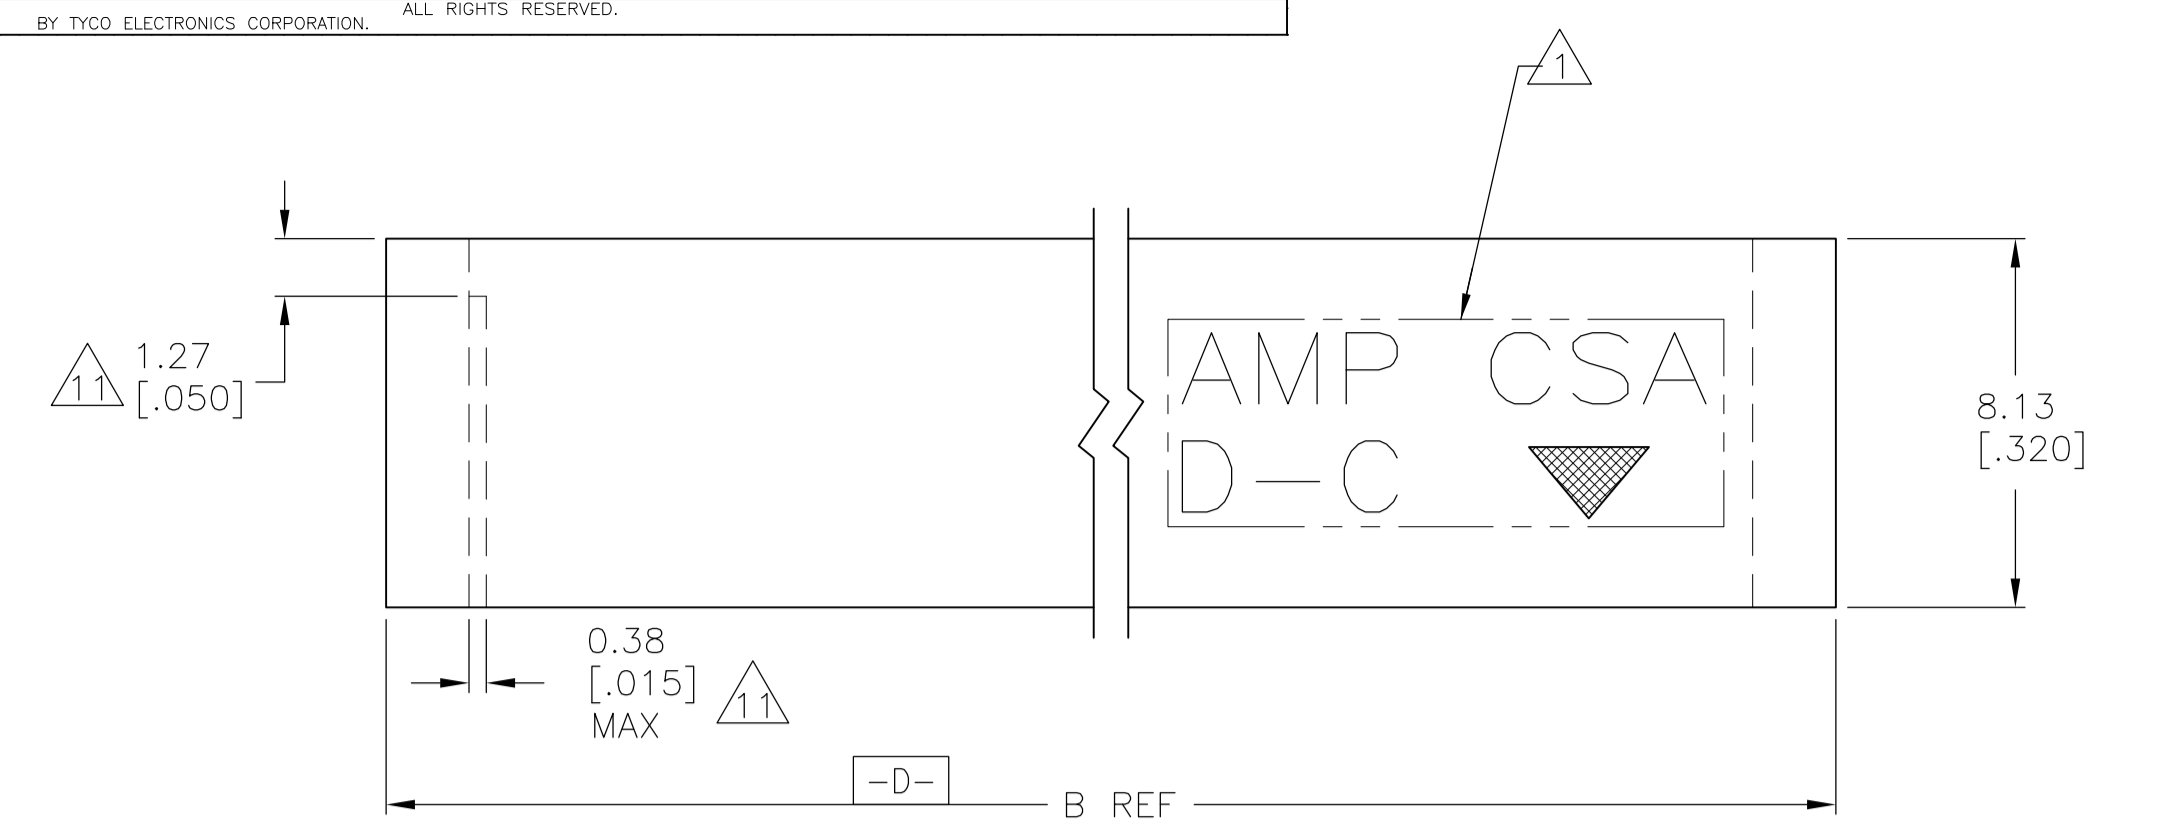 ALL RIGHTS RESERVED.
BY TYCO ELECTRONICS CORPORATION.
1
11
1.27
[.050]
AMP CSA
D-C
8.13
[.320]
0.38
[.015]
MAX
11
-D-
B REF